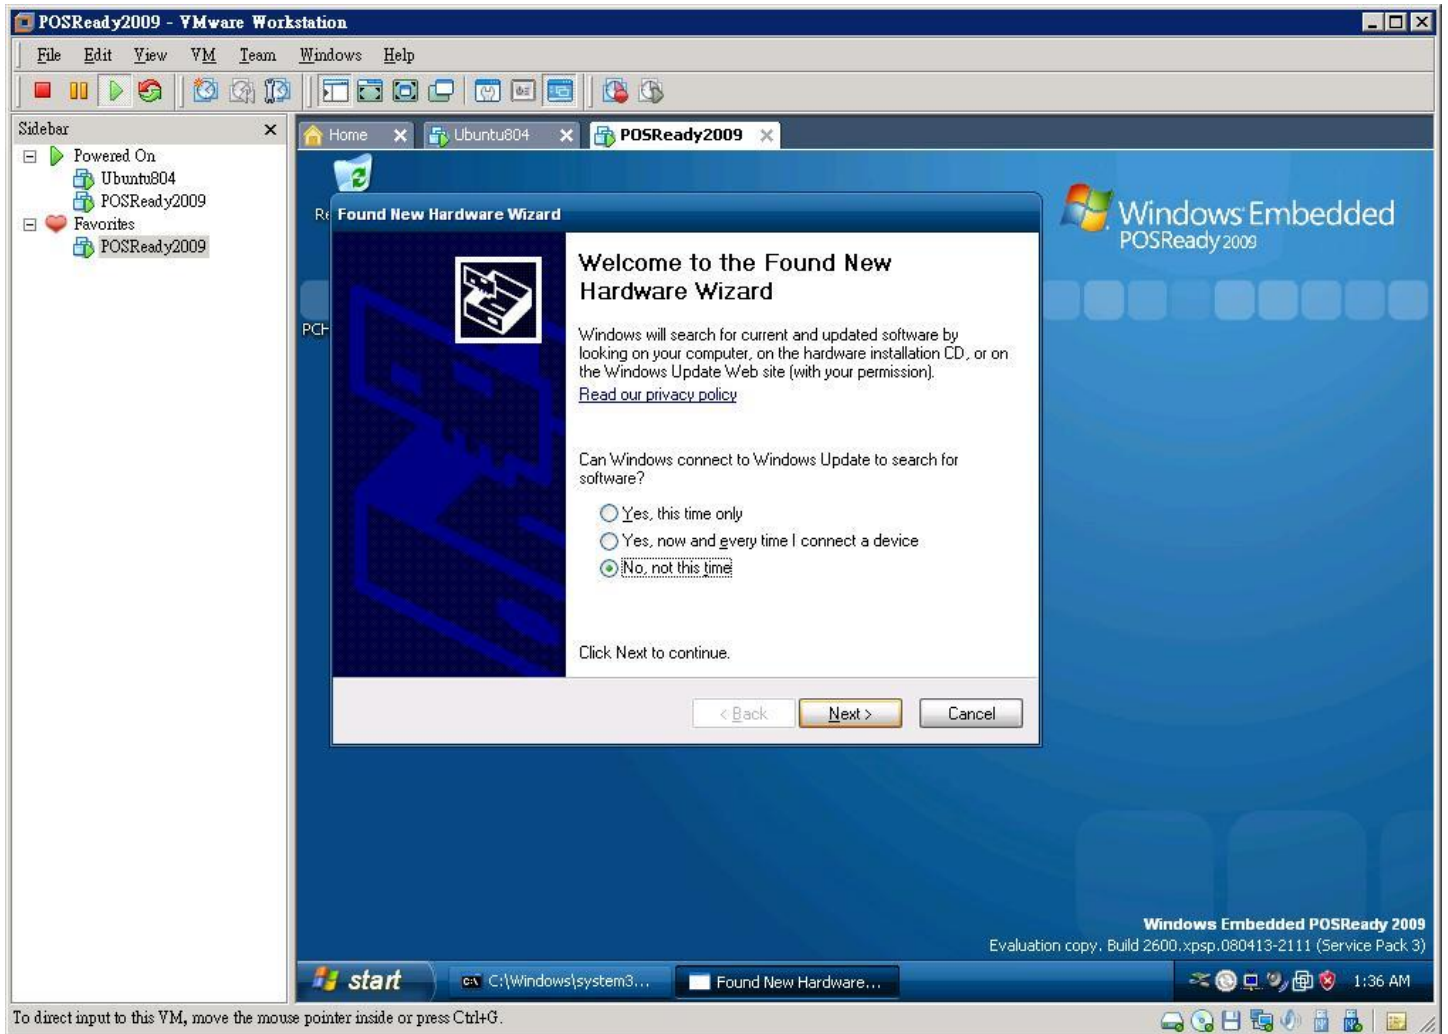 POSReady2009 - VMware Workstation
File Edit View VM Team Windows Help
Sidebar
Powered On
Ubuntu804
POSReady2009
Favorites
POSReady2009
Home
Ubuntu804
POSReady2009
Windows Embedded
POSReady 2009
Found New Hardware Wizard
Welcome to the Found New
Hardware Wizard
Windows will search for current and updated software by
looking on your computer, on the hardware installation CD, or on
the Windows Update Web site (with your permission).
Read our privacy policy
Can Windows connect to Windows Update to search for
software?
Yes, this time only
Yes, now and every time I connect a device
No, not this time
Click Next to continue.
< Back Next > Cancel
Windows Embedded POSReady 2009
Evaluation copy. Build 2600.xpsp.080413-2111 (Service Pack 3)
start C:\Windows\system3... Found New Hardware... 1:36 AM
To direct input to this VM, move the mouse pointer inside or press Ctrl+G.